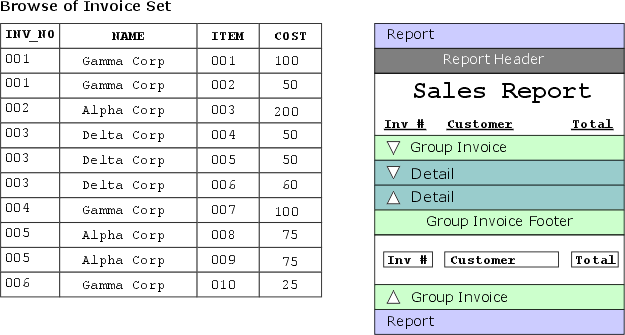 Browse of Invoice Set
INV_NO NAME ITEM COST
001 Gamma Corp 001 100
001 Gamma Corp 002 50
002 Alpha Corp 003 200
003 Delta Corp 004 50
003 Delta Corp 005 50
003 Delta Corp 006 60
004 Gamma Corp 007 100
005 Alpha Corp 008 75
005 Alpha Corp 009 75
006 Gamma Corp 010 25
Report
Report Header
Sales Report
Inv # Customer Total
Group Invoice
Detail
Detail
Group Invoice Footer
Inv # Customer Total
Group Invoice
Report